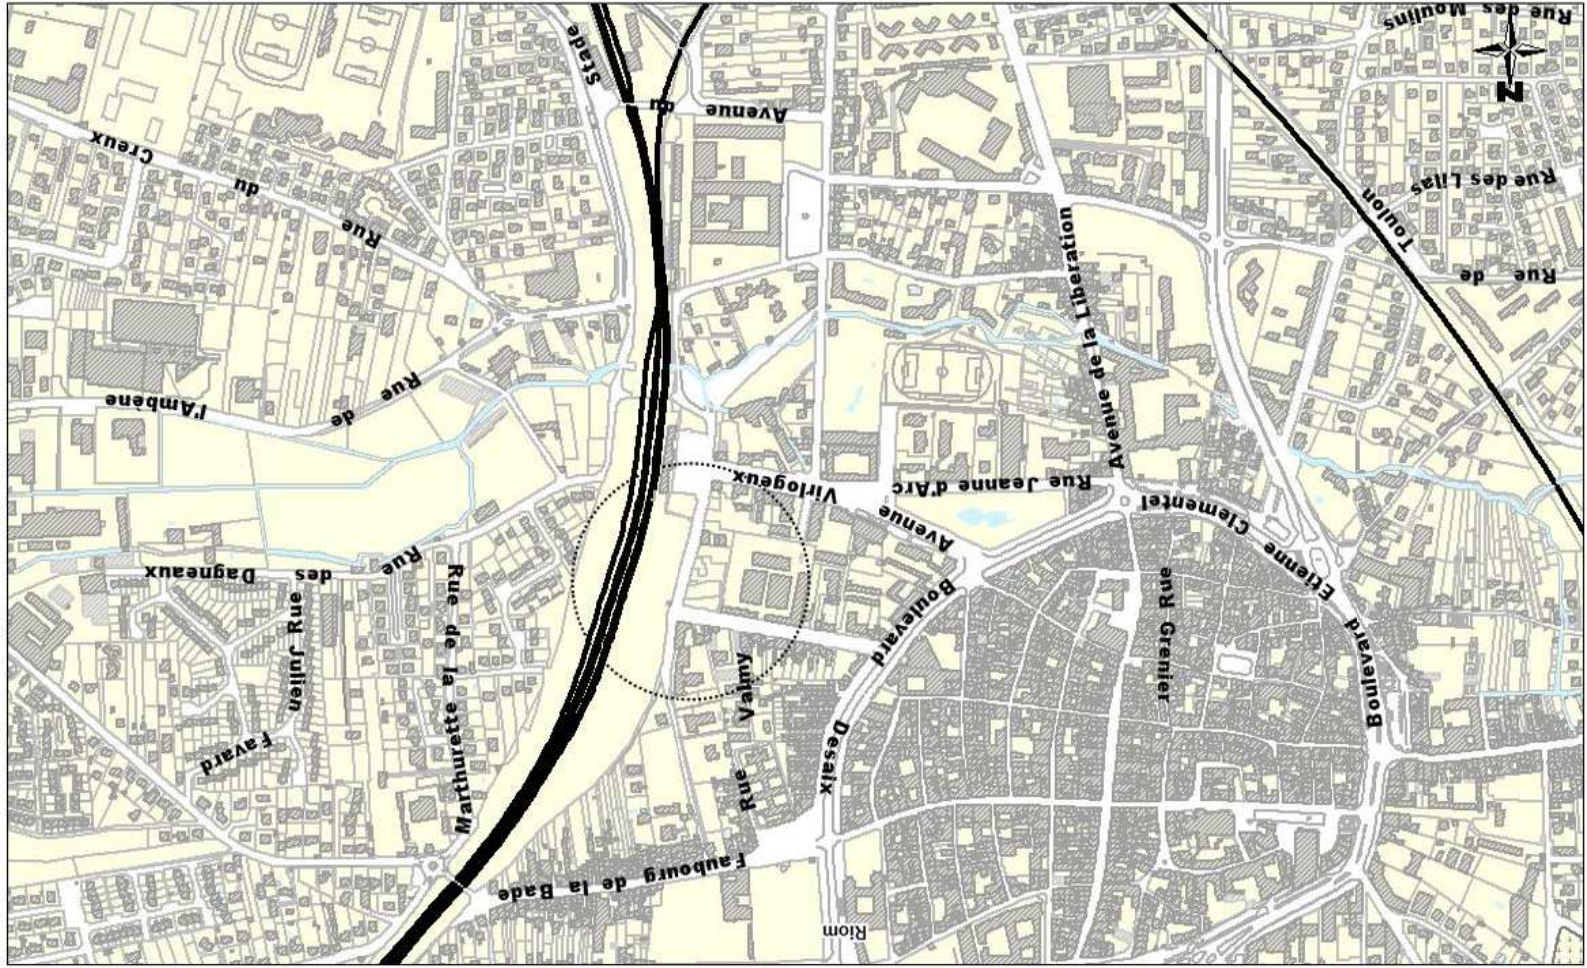 Riom
Faubourg de la Bade
Boulevard Etienne Clementel
Boulevard Desaix
Rue Valmy
Rue Grenier
Marthurette la de Rue
Favard
Julien Rue
Rue des Dagneaux
Avenue Virlogeux
Rue Jeanne d'Arc
Avenue de la Liberation
Rue de l'Ambène
Rue de Toulon
Rue des Lilas
Rue du Creux
Avenue du Stade
N
Rue des Moulins